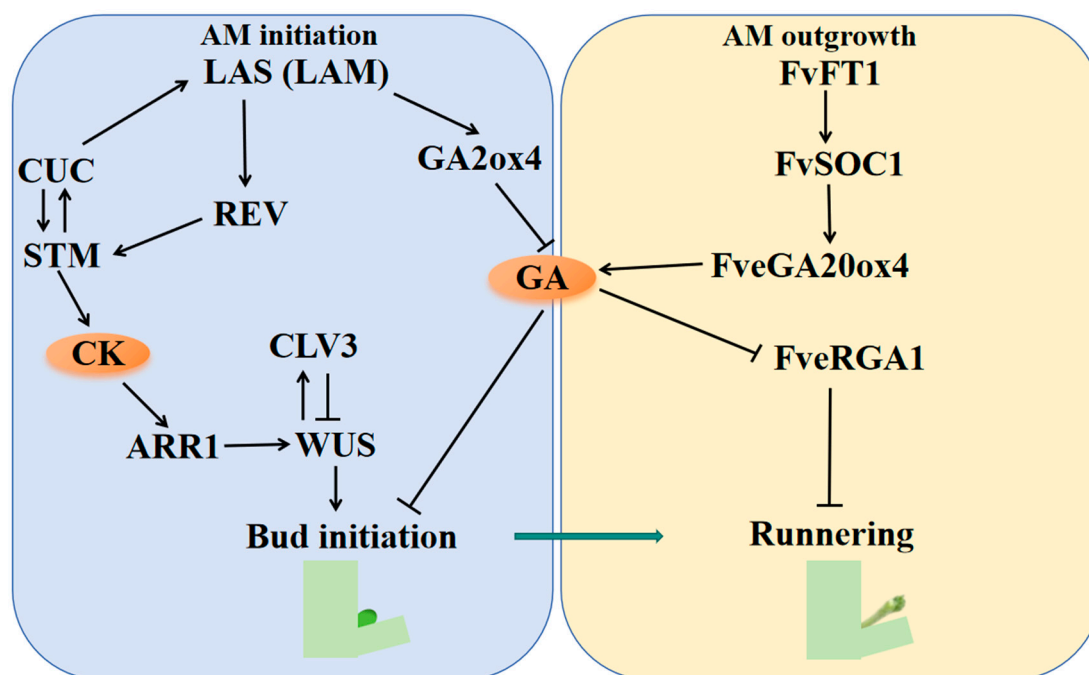 AM initiation
LAS (LAM)
CUC
GA2ox4
REV
STM
GA
CK
CLV3
ARR1
WUS
Bud initiation
AM outgrowth
FvFT1
FvSOC1
FveGA20ox4
FveRGA1
Runnering